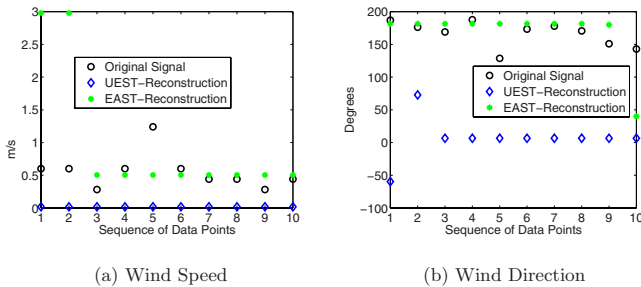 3
2.5
2
1.5
1
0.5
0
m/s
Original Signal
UEST−Reconstruction
EAST−Reconstruction
1 2 3 4 5 6 7 8 9 10
Sequence of Data Points
(a) Wind Speed
200
150
100
50
0
−50
−100
Degrees
Original Signal
UEST−Reconstruction
EAST−Reconstruction
1 2 3 4 5 6 7 8 9 10
Sequence of Data Points
(b) Wind Direction